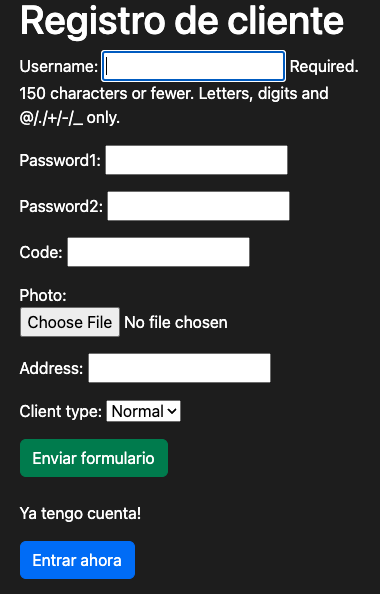 Registro de cliente
Username: Required.
150 characters or fewer. Letters, digits and
@/./+/-/_ only.
Password1:
Password2:
Code:
Photo:
Choose File No file chosen
Address:
Client type: Normal
Enviar formulario
Ya tengo cuenta!
Entrar ahora